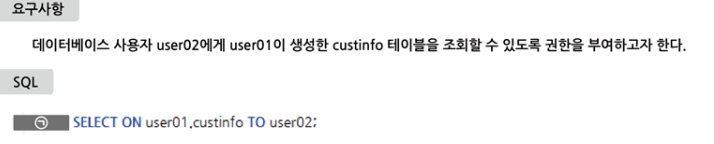 요구사항
데이터베이스 사용자 user02에게 user01이 생성한 custinfo 테이블을 조회할 수 있도록 권한을 부여하고자 한다.
SQL
㉠ SELECT ON user01.custinfo TO user02;